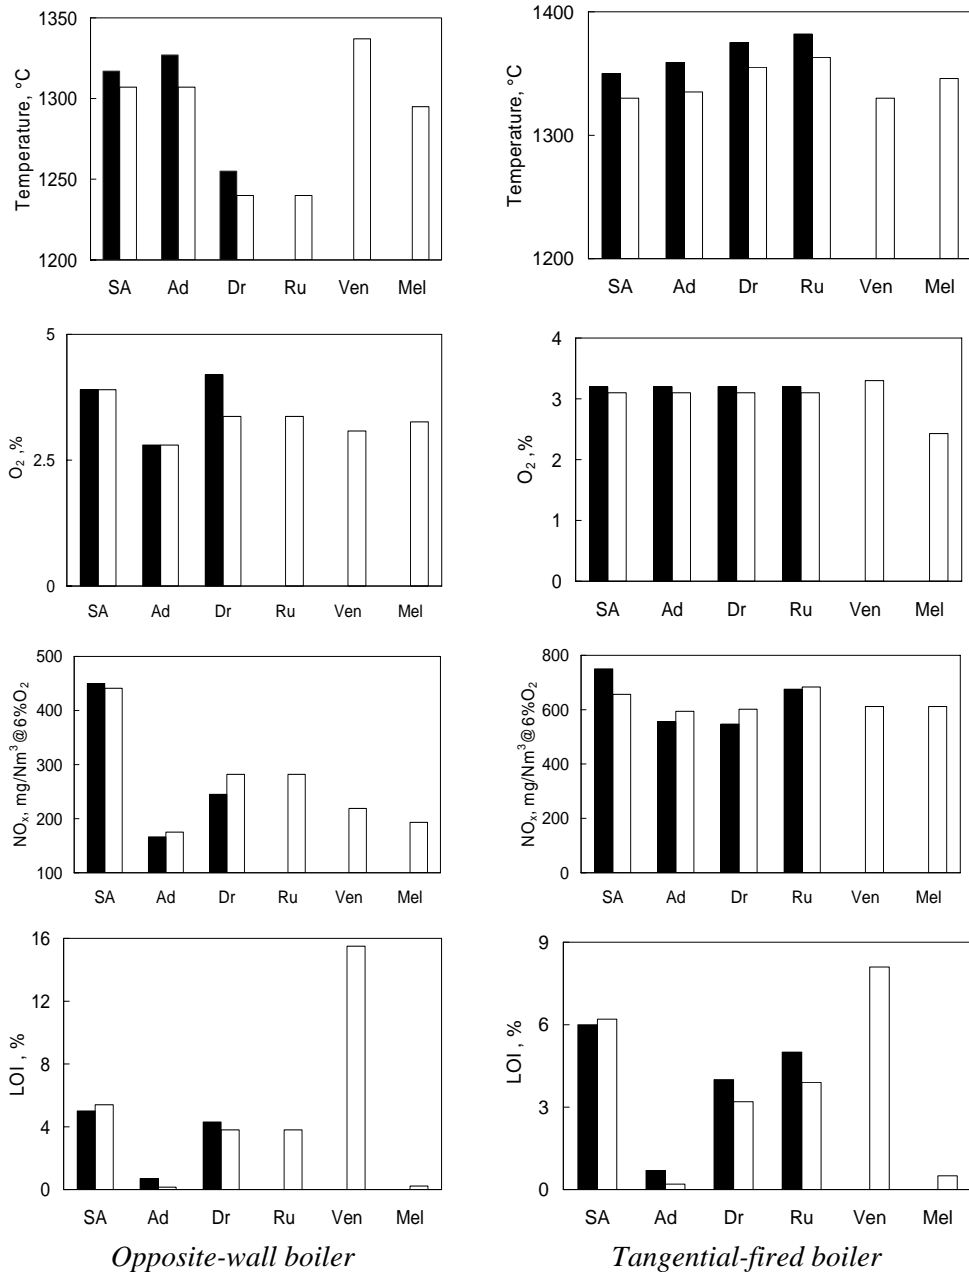 1350
1300
1250
1200
Temperature, °C
SA Ad Dr Ru Ven Mel
1400
1300
1200
Temperature, °C
SA Ad Dr Ru Ven Mel
5
2.5
0
O₂ ,%
SA Ad Dr Ru Ven Mel
4
3
2
1
0
O₂ ,%
SA Ad Dr Ru Ven Mel
500
400
300
200
100
NOₓ, mg/Nm³@6%O₂
SA Ad Dr Ru Ven Mel
800
600
400
200
0
NOₓ, mg/Nm³@6%O₂
SA Ad Dr Ru Ven Mel
16
12
8
4
0
LOI , %
SA Ad Dr Ru Ven Mel
9
6
3
0
LOI , %
SA Ad Dr Ru Ven Mel
Opposite-wall boiler
Tangential-fired boiler